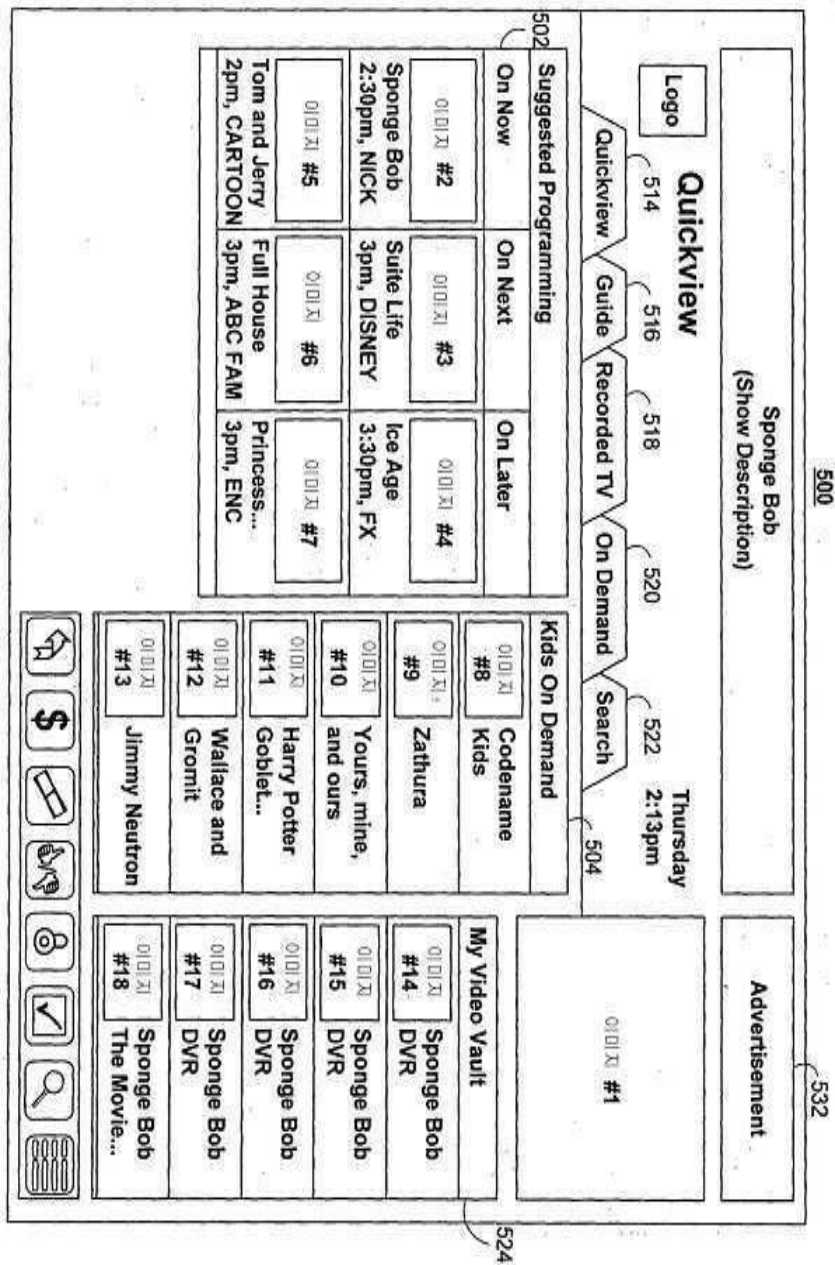 500
Sponge Bob
(Show Description)
Advertisement
532
Logo
Quickview
Thursday
2:13pm
514
516
518
520
522
Quickview
Guide
Recorded TV
On Demand
Search
이미지 #1
502
Suggested Programming
On Now
On Next
On Later
이미지 #2
이미지 #3
이미지 #4
Sponge Bob
2:30pm, NICK
Suite Life
3pm, DISNEY
Ice Age
3:30pm, FX
이미지 #5
이미지 #6
이미지 #7
Tom and Jerry
2pm, CARTOON
Full House
3pm, ABC FAM
Princess...
3pm, ENC
504
Kids On Demand
이미지
#8
Codename
Kids
이미지
#9
Zathura
이미지
#10
Yours, mine,
and ours
이미지
#11
Harry Potter
Goblet...
이미지
#12
Wallace and
Gromit
이미지
#13
Jimmy Neutron
524
My Video Vault
이미지
#14
Sponge Bob
DVR
이미지
#15
Sponge Bob
DVR
이미지
#16
Sponge Bob
DVR
이미지
#17
Sponge Bob
DVR
이미지
#18
Sponge Bob
The Movie...
$